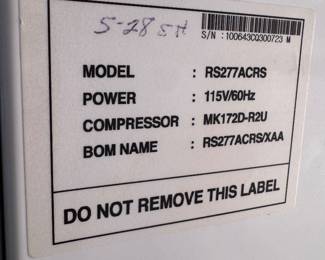 5-28 SH
S/N : 100643C0300723 M
MODEL : RS277ACRS
POWER : 115V/60Hz
COMPRESSOR : MK172D-R2U
BOM NAME : RS277ACRS/XAA
DO NOT REMOVE THIS LABEL